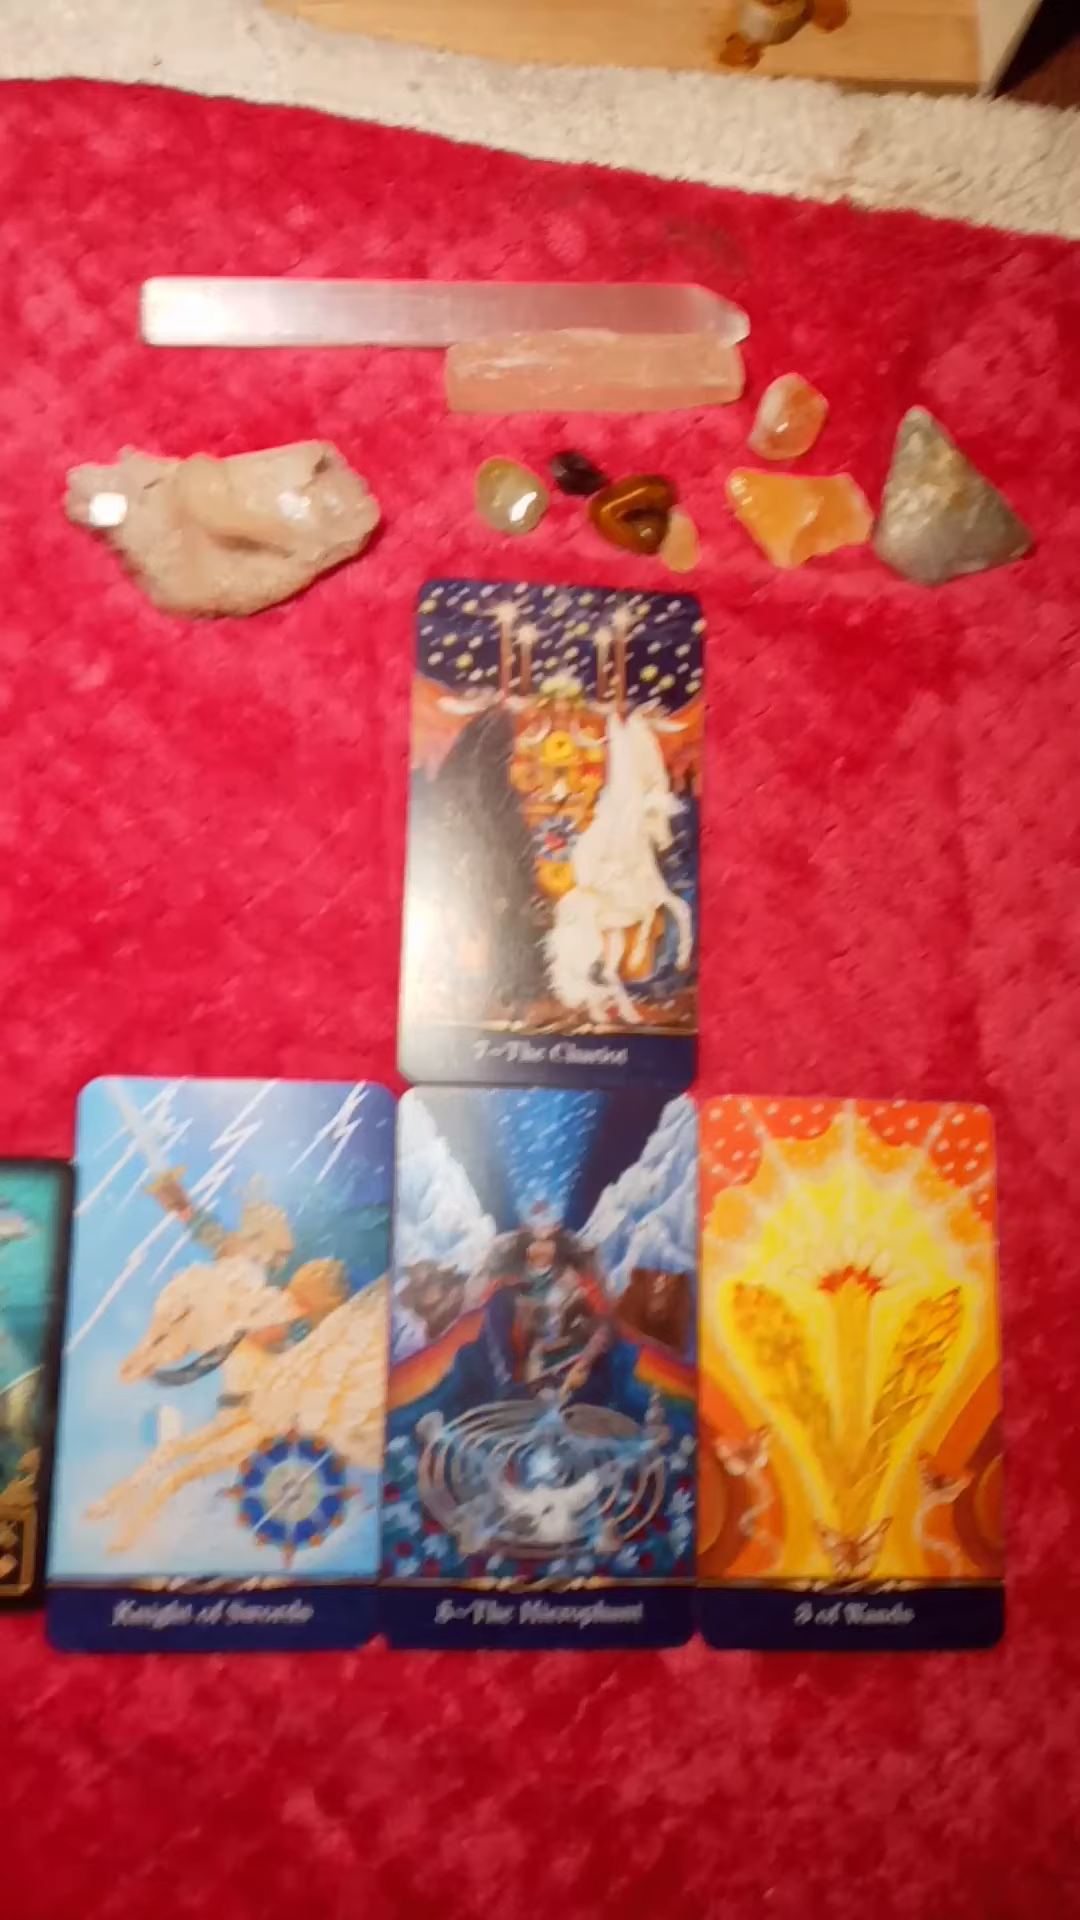 7~The Chariot
Knight of Swords
5~The Hierophant
3 of Wands